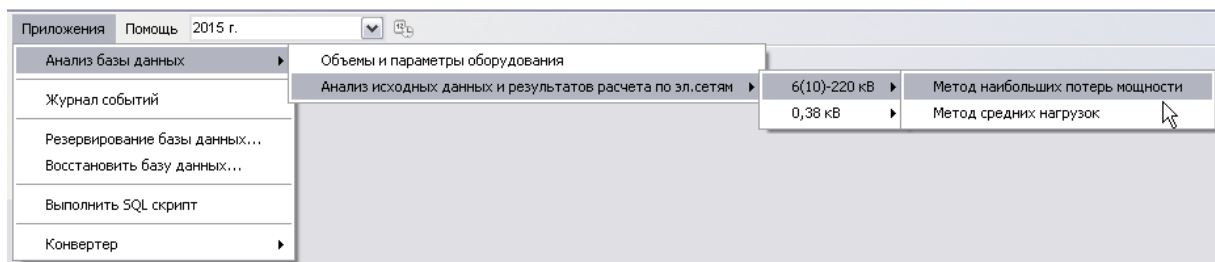 Приложения Помощь 2015 г.
Анализ базы данных
Объемы и параметры оборудования
Анализ исходных данных и результатов расчета по эл.сетям
6(10)-220 кВ
Метод наибольших потерь мощности
0,38 кВ
Метод средних нагрузок
Журнал событий
Резервирование базы данных...
Восстановить базу данных...
Выполнить SQL скрипт
Конвертер